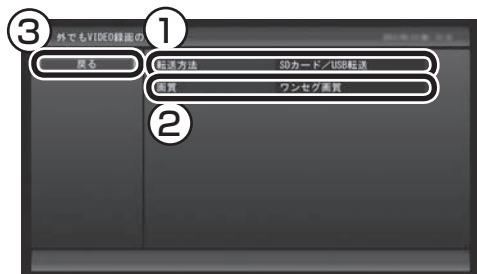 ③ 外でもVIDEO録画の ①
戻る 転送方法 SDカード/USB転送
画質 ワンセグ画質
②